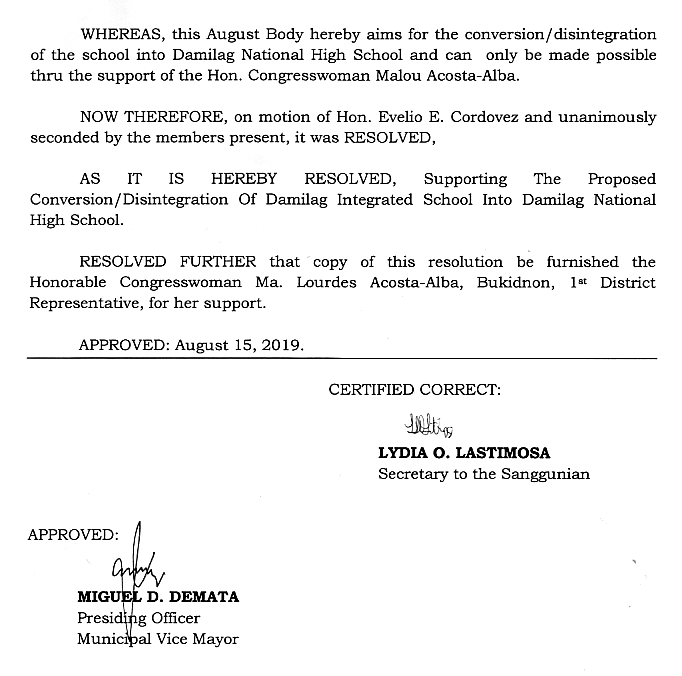 WHEREAS, this August Body hereby aims for the conversion/disintegration
of the school into Damilag National High School and can only be made possible
thru the support of the Hon. Congresswoman Malou Acosta-Alba.
NOW THEREFORE, on motion of Hon. Evelio E. Cordovez and unanimously
seconded by the members present, it was RESOLVED,
AS IT IS HEREBY RESOLVED, Supporting The Proposed
Conversion/Disintegration Of Damilag Integrated School Into Damilag National
High School.
RESOLVED FURTHER that copy of this resolution be furnished the
Honorable Congresswoman Ma. Lourdes Acosta-Alba, Bukidnon, 1st District
Representative, for her support.
APPROVED: August 15, 2019.
CERTIFIED CORRECT:
LYDIA O. LASTIMOSA
Secretary to the Sanggunian
APPROVED:
MIGUEL D. DEMATA
Presiding Officer
Municipal Vice Mayor